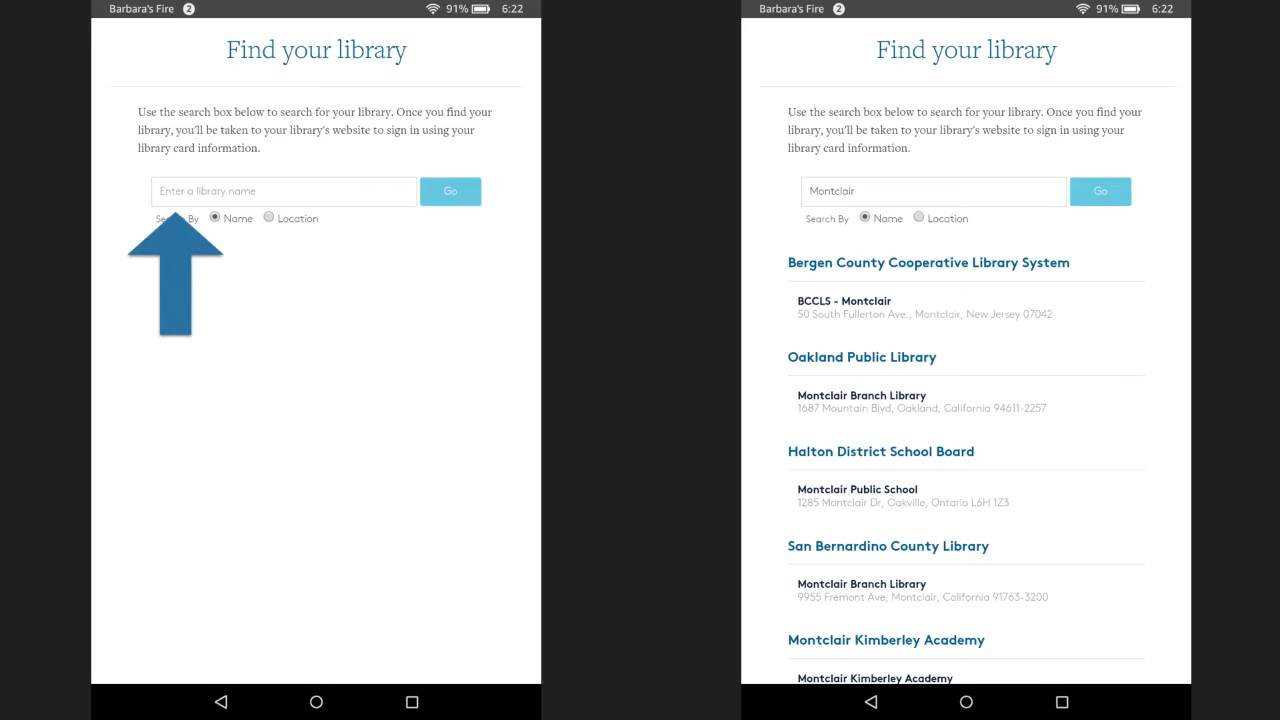 Barbara's Fire 2 91% 6:22
Find your library
Use the search box below to search for your library. Once you find your
library, you'll be taken to your library's website to sign in using your
library card information.
Enter a library name Go
Name Location
Barbara's Fire 2 91% 6:22
Find your library
Use the search box below to search for your library. Once you find your
library, you'll be taken to your library's website to sign in using your
library card information.
Montclair Go
Search By Name Location
Bergen County Cooperative Library System
BCCLS - Montclair
50 South Fullerton Ave., Montclair, New Jersey 07042
Oakland Public Library
Montclair Branch Library
1687 Mountain Blvd, Oakland, California 94611-2257
Halton District School Board
Montclair Public School
1285 Montclair Dr, Oakville, Ontario L6H 1Z3
San Bernardino County Library
Montclair Branch Library
9955 Fremont Ave, Montclair, California 91763-3200
Montclair Kimberley Academy
Montclair Kimberley Academy